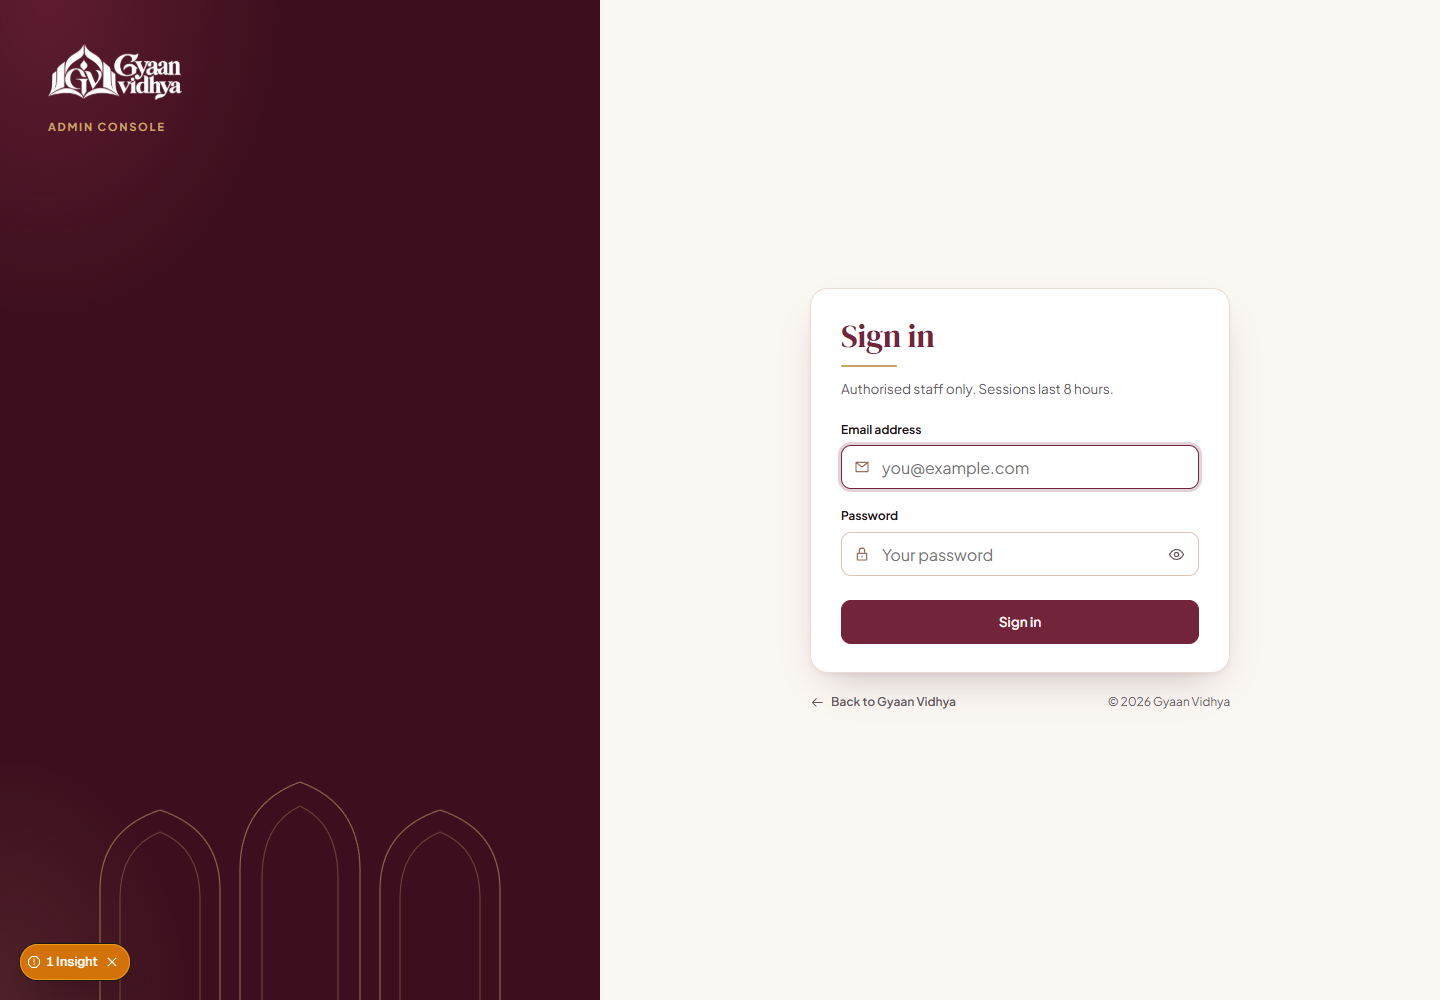 Gyaan
vidhya
ADMIN CONSOLE
Sign in
Authorised staff only. Sessions last 8 hours.
Email address
you@example.com
Password
Your password
Sign in
Back to Gyaan Vidhya
© 2026 Gyaan Vidhya
1 Insight